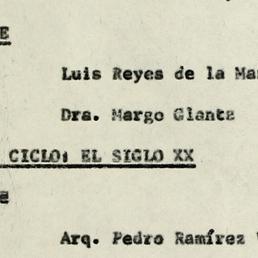 E
Luis Reyes de la Ma
Dra. Margo Glantz
CICLO: EL SIGLO XX
e
Arq. Pedro Ramírez